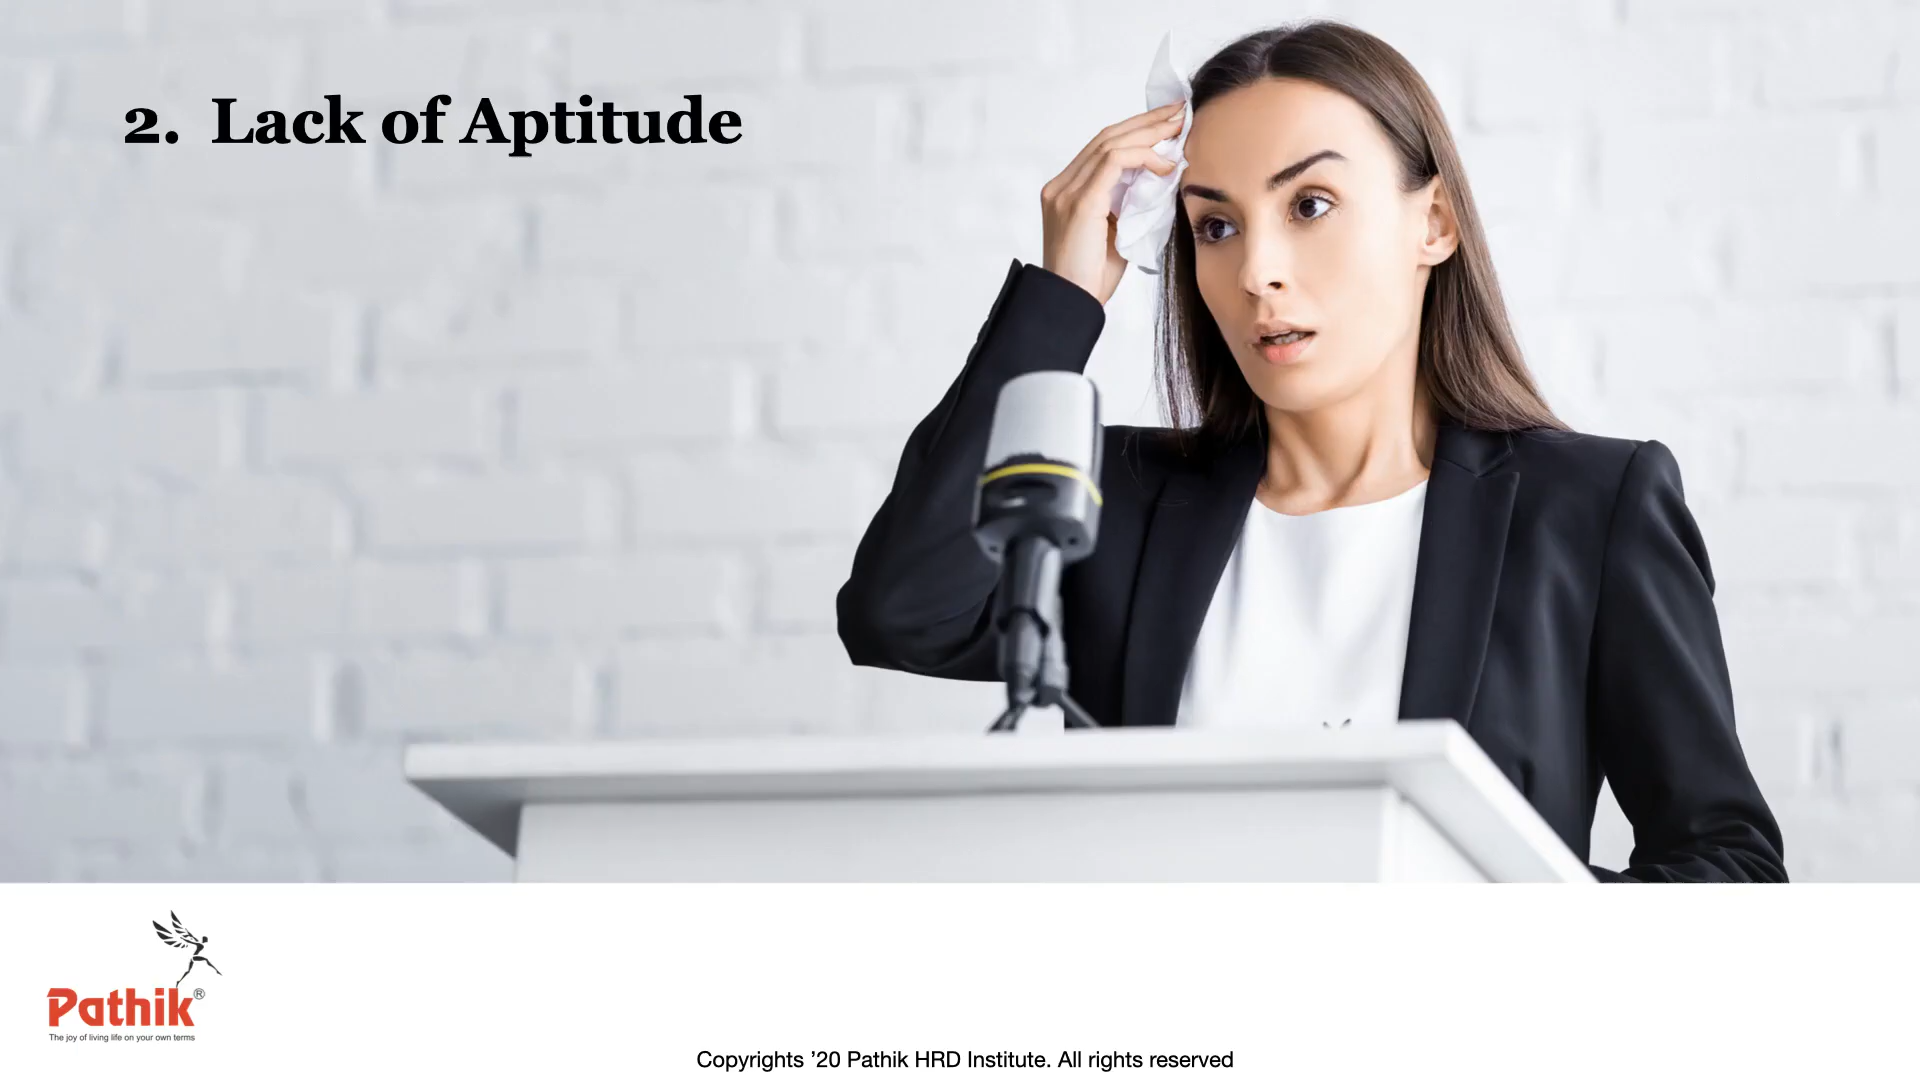 2. Lack of Aptitude
Pathik®
The joy of living life on your own terms
Copyrights ’20 Pathik HRD Institute. All rights reserved